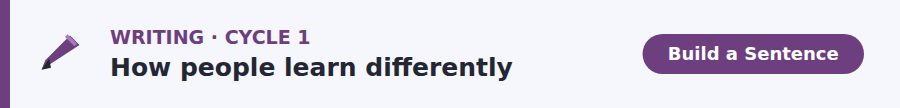 WRITING · CYCLE 1
How people learn differently
Build a Sentence